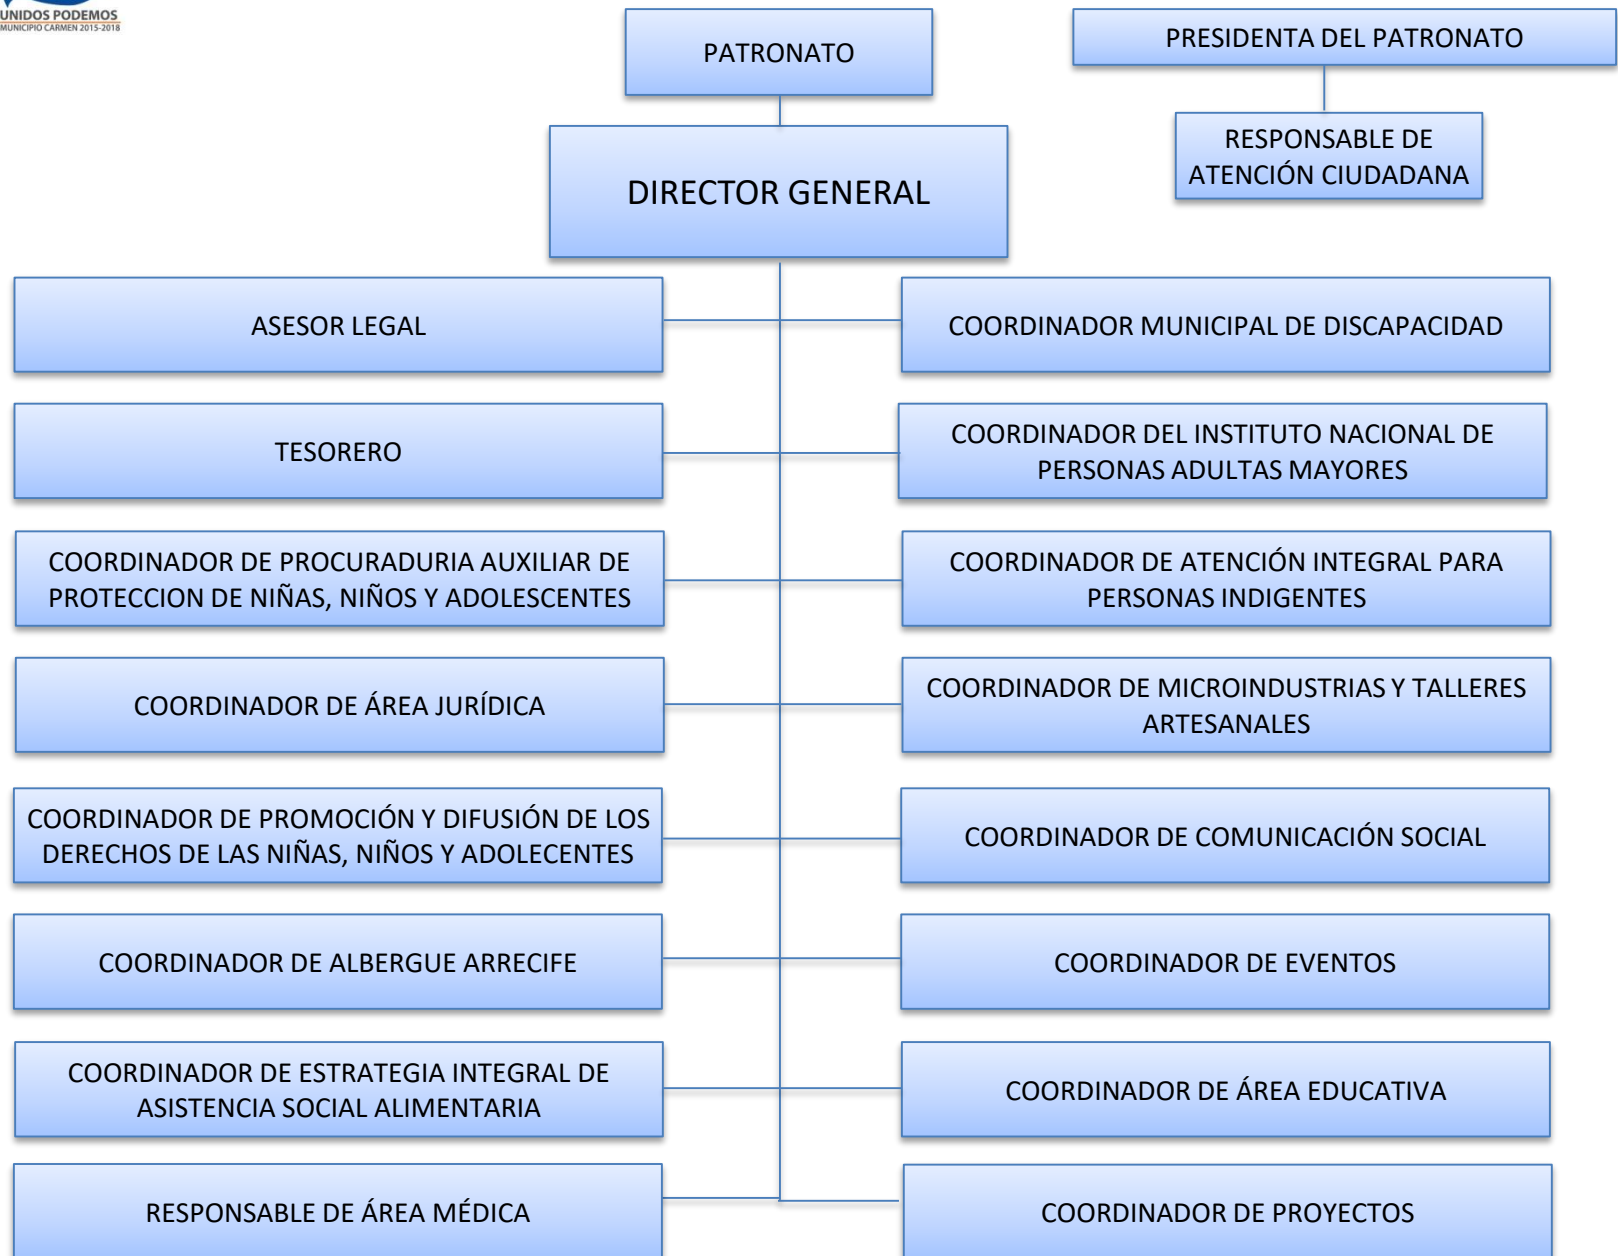 UNIDOS PODEMOS
MUNICIPIO CARMEN 2015-2018
PATRONATO
PRESIDENTA DEL PATRONATO
RESPONSABLE DE
ATENCIÓN CIUDADANA
DIRECTOR GENERAL
ASESOR LEGAL
COORDINADOR MUNICIPAL DE DISCAPACIDAD
TESORERO
COORDINADOR DEL INSTITUTO NACIONAL DE
PERSONAS ADULTAS MAYORES
COORDINADOR DE PROCURADURIA AUXILIAR DE
PROTECCION DE NIÑAS, NIÑOS Y ADOLESCENTES
COORDINADOR DE ATENCIÓN INTEGRAL PARA
PERSONAS INDIGENTES
COORDINADOR DE ÁREA JURÍDICA
COORDINADOR DE MICROINDUSTRIAS Y TALLERES
ARTESANALES
COORDINADOR DE PROMOCIÓN Y DIFUSIÓN DE LOS
DERECHOS DE LAS NIÑAS, NIÑOS Y ADOLECENTES
COORDINADOR DE COMUNICACIÓN SOCIAL
COORDINADOR DE ALBERGUE ARRECIFE
COORDINADOR DE EVENTOS
COORDINADOR DE ESTRATEGIA INTEGRAL DE
ASISTENCIA SOCIAL ALIMENTARIA
COORDINADOR DE ÁREA EDUCATIVA
RESPONSABLE DE ÁREA MÉDICA
COORDINADOR DE PROYECTOS